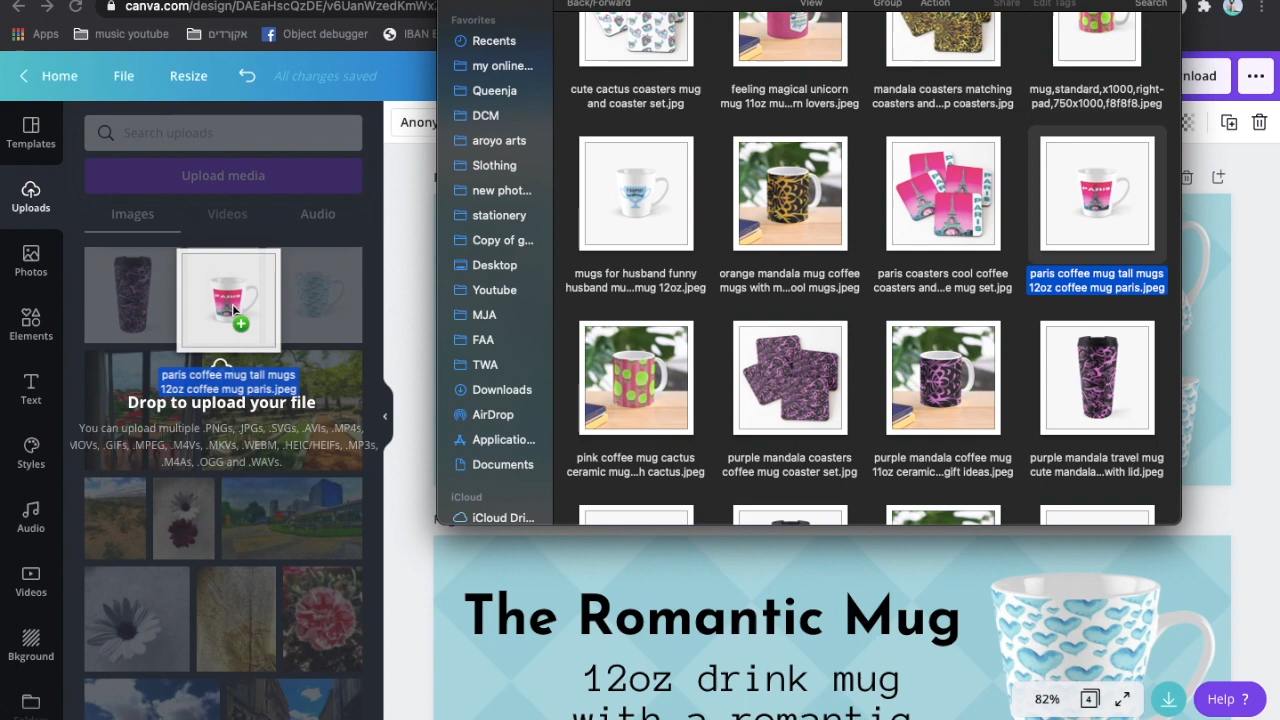 canva.com/design/DAEaHscQzDE/v6UanWzedKmWx
Back/Forward View Group Action Share Edit Tags Search
Apps music youtube אקורדים Object debugger IBAN
Home File Resize All changes saved
nload
Templates
Uploads
Photos
Elements
Text
Styles
Audio
Videos
Bkground
Search uploads
Upload media
Images Videos Audio
paris coffee mug tall mugs
12oz coffee mug paris.jpeg
Drop to upload your file
You can upload multiple .PNGs, .JPGs, .SVGs, .AVIs, .MP4s,
MOVs, .GIFs, .MPEG, .M4Vs, .MKVs, .WEBM, .HEIC/HEIFs, .MP3s,
.M4As, .OGG and .WAVs.
Anony
Favorites
Recents
my online...
Queenja
DCM
aroyo arts
Slothing
new phot...
stationery
Copy of g...
Desktop
Youtube
MJA
FAA
TWA
Downloads
AirDrop
Applicatio...
Documents
iCloud
iCloud Dri...
cute cactus coasters mug
and coaster set.jpg
feeling magical unicorn
mug 11oz mu...rn lovers.jpeg
mandala coasters matching
coasters and...p coasters.jpg
mug,standard,x1000,right-
pad,750x1000,f8f8f8.jpeg
mugs for husband funny
husband mu...mug 12oz.jpeg
orange mandala mug coffee
mugs with m...ool mugs.jpeg
PARIS
PARIS
paris coasters cool coffee
coasters and...e mug set.jpg
PARIS
paris coffee mug tall mugs
12oz coffee mug paris.jpeg
pink coffee mug cactus
ceramic mug...h cactus.jpeg
purple mandala coasters
coffee mug coaster set.jpg
purple mandala coffee mug
11oz ceramic...gift ideas.jpeg
purple mandala travel mug
cute mandala...with lid.jpeg
The Romantic Mug
12oz drink mug
with a romantic
82% 4 Help ?